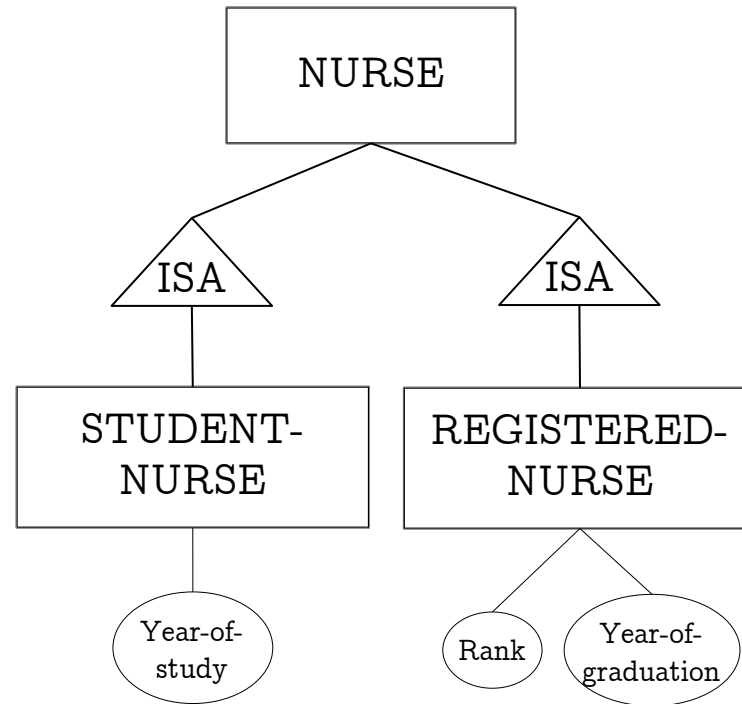 NURSE
ISA
ISA
STUDENT-
NURSE
REGISTERED-
NURSE
Year-of-
study
Rank
Year-of-
graduation